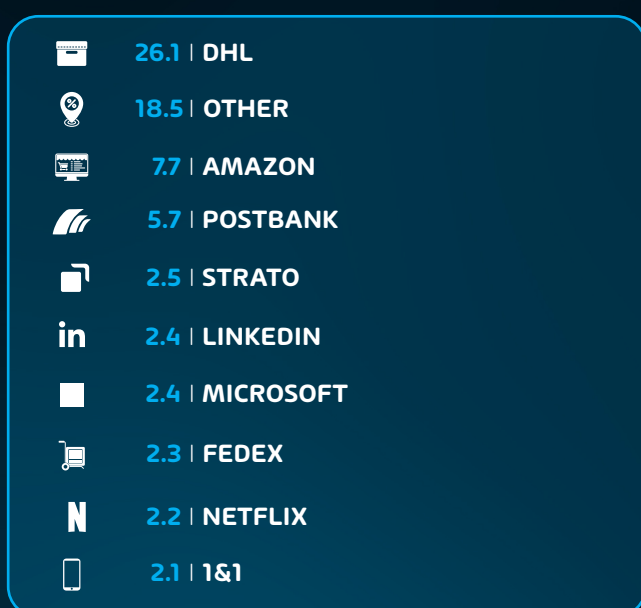 26.1 | DHL
% 18.5 | OTHER
7.7 | AMAZON
5.7 | POSTBANK
2.5 | STRATO
in 2.4 | LINKEDIN
2.4 | MICROSOFT
2.3 | FEDEX
N 2.2 | NETFLIX
2.1 | 1&1